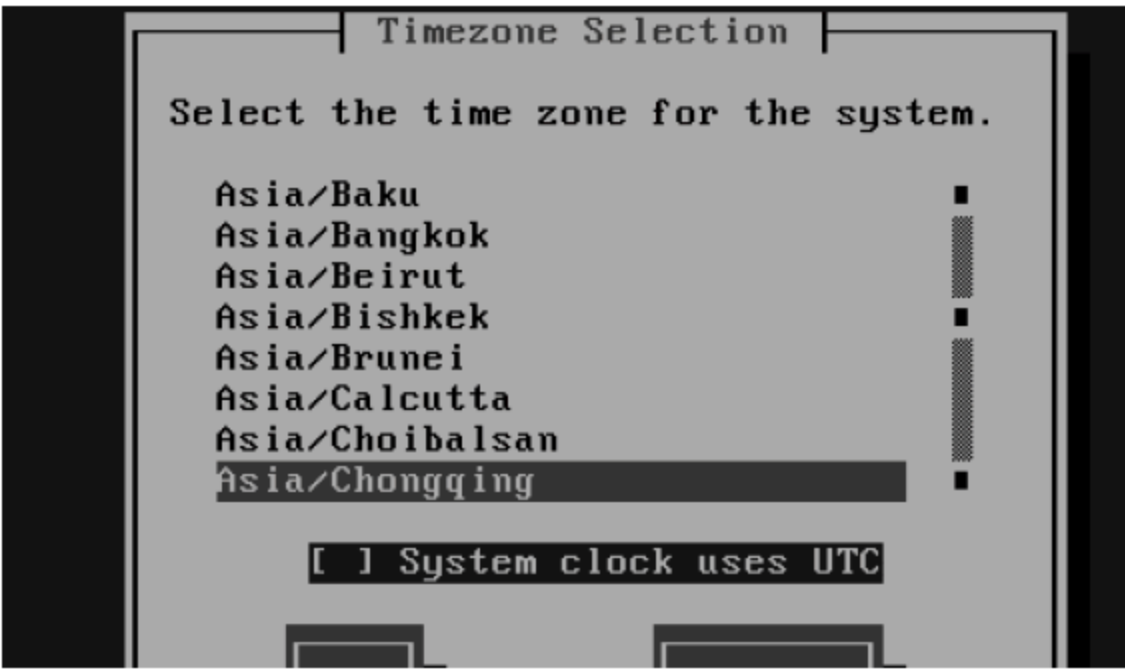 Timezone Selection
Select the time zone for the system.
Asia/Baku
Asia/Bangkok
Asia/Beirut
Asia/Bishkek
Asia/Brunei
Asia/Calcutta
Asia/Choibalsan
Asia/Chongqing
[ ] System clock uses UTC